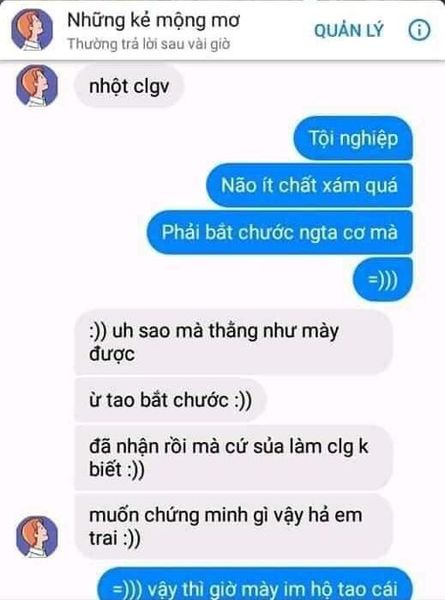 Những kẻ mộng mơ
QUẢN LÝ
Thường trả lời sau vài giờ
nhột clgv
Tội nghiệp
Não ít chất xám quá
Phải bắt chước ngta cơ mà
=)))
:)) uh sao mà thằng như mày
được
ừ tao bắt chước :))
đã nhận rồi mà cứ sủa làm clg k
biết :))
muốn chứng minh gì vậy hả em
trai :))
=))) vậy thì giờ mày im hộ tao cái